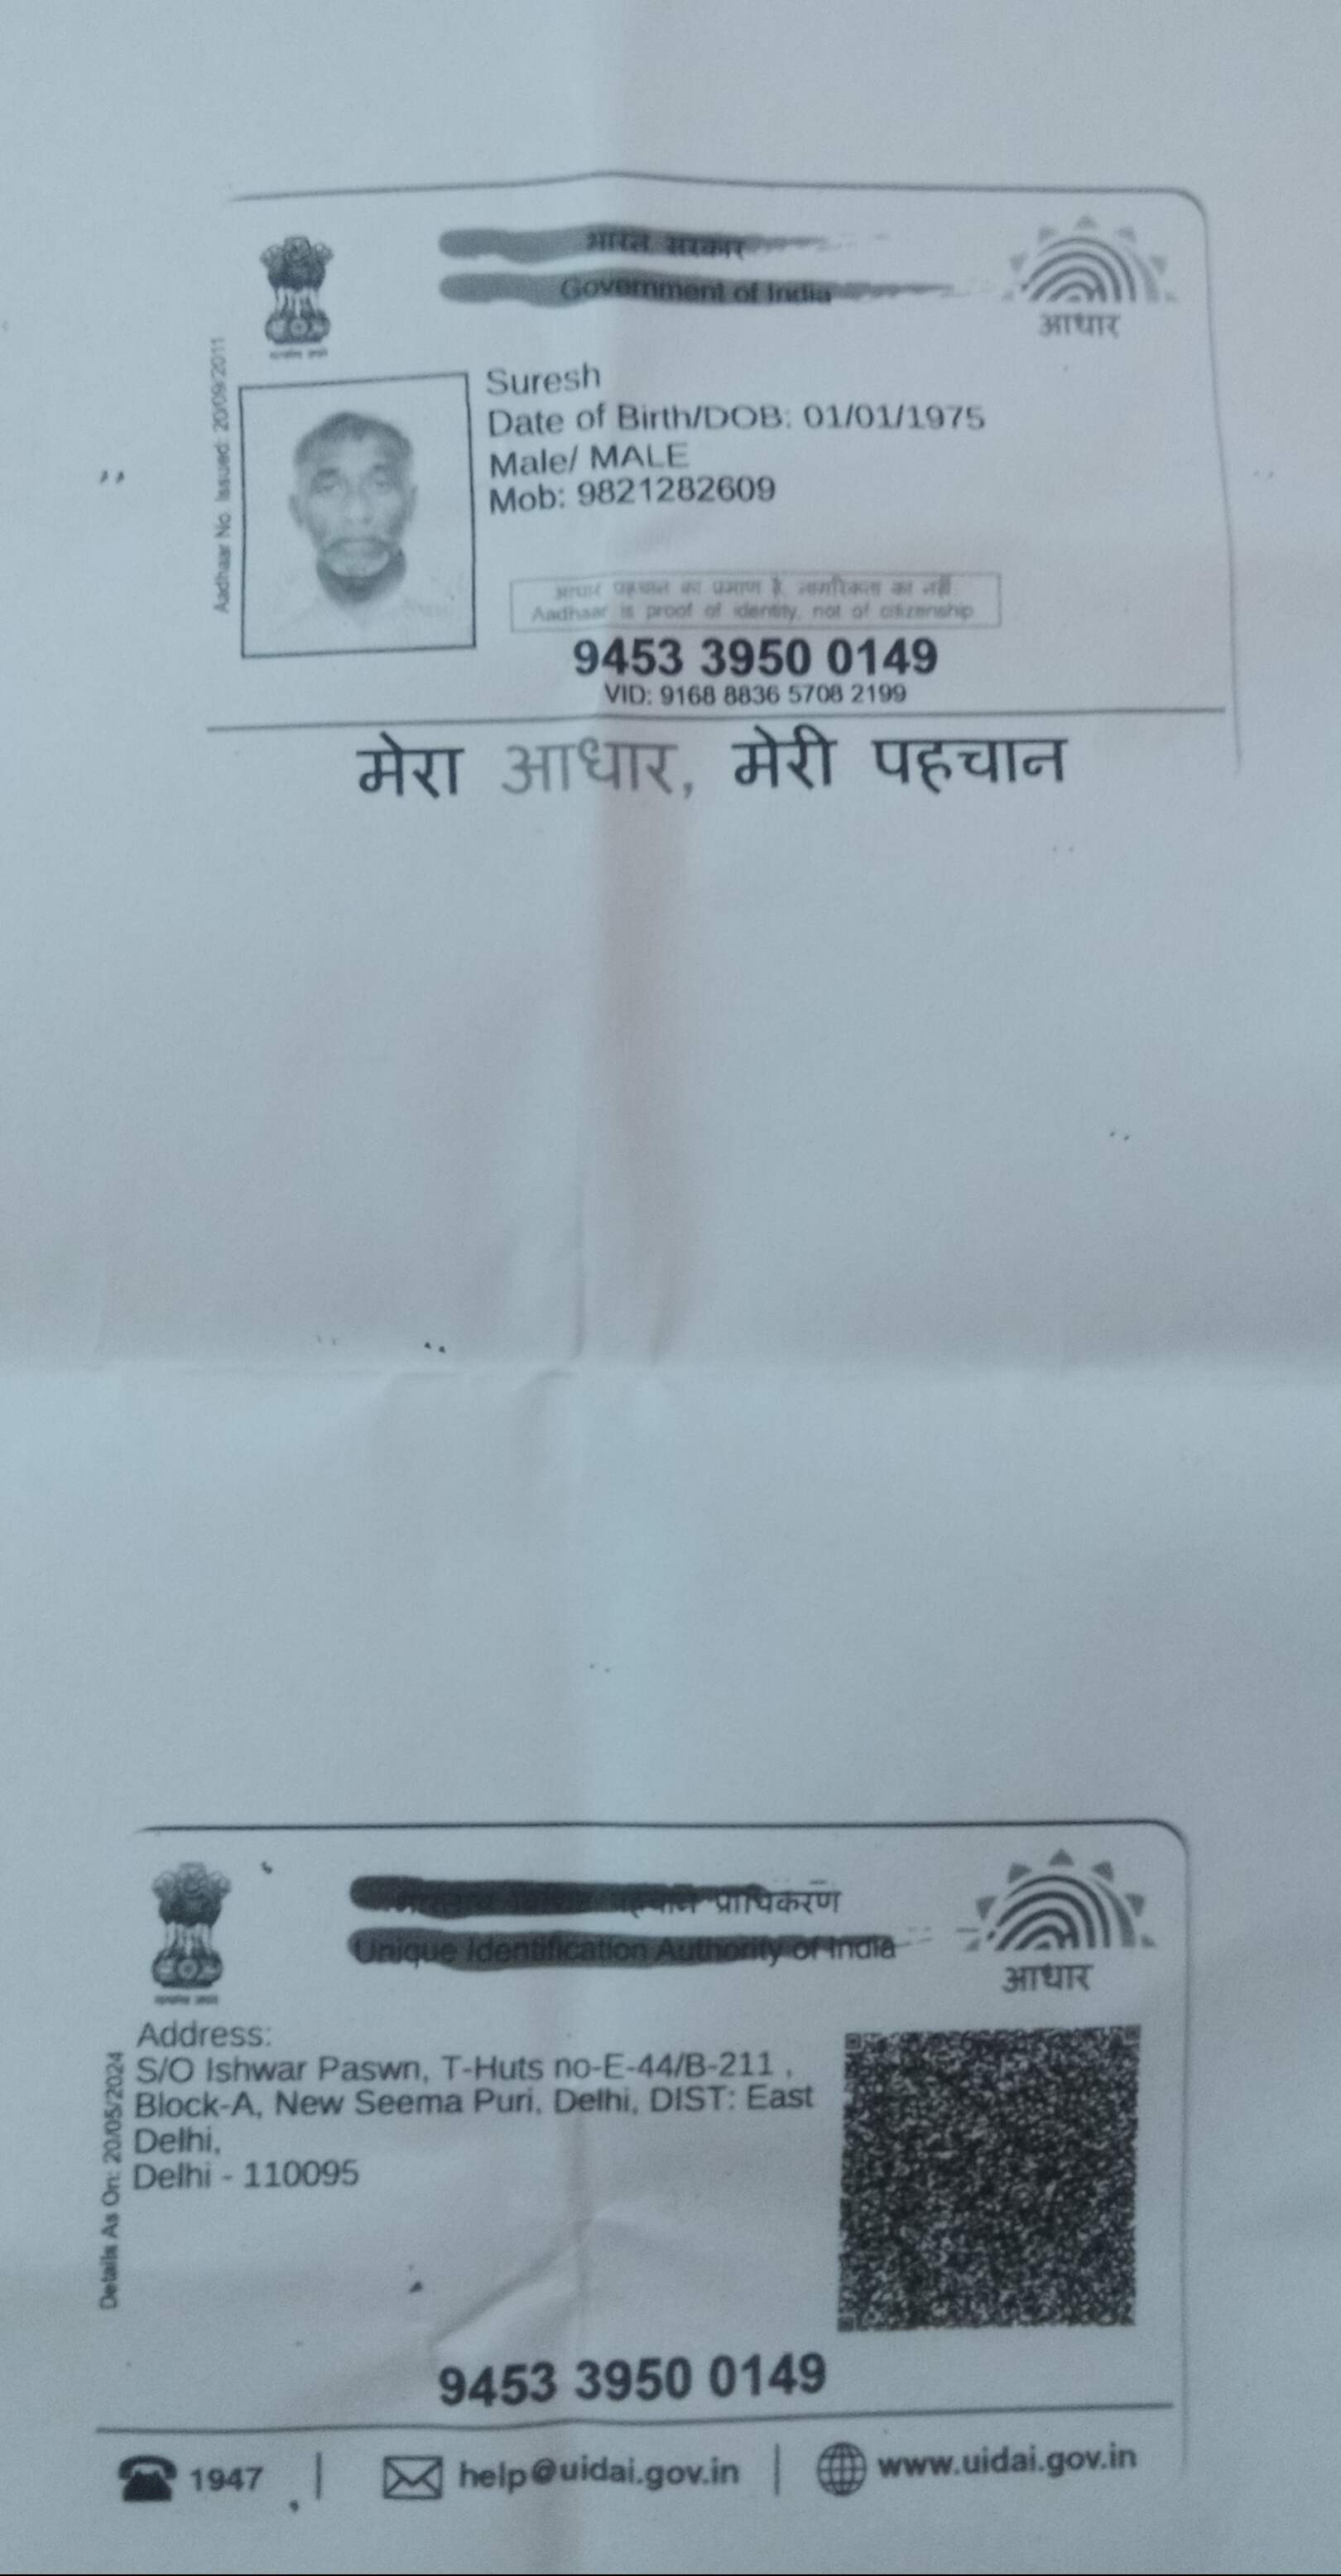 भारत सरकार
Government of India
आधार
Aadhaar No. Issued: 20/09/2011
Suresh
Date of Birth/DOB: 01/01/1975
Male/ MALE
Mob: 9821282609
आधार पहचान का प्रमाण है, नागरिकता का नहीं
Aadhaar is proof of identity, not of citizenship
9453 3950 0149
VID: 9168 8836 5708 2199
मेरा आधार, मेरी पहचान
पहचान प्राधिकरण
Unique Identification Authority of India
आधार
Details As On: 20/05/2024
Address:
S/O Ishwar Paswn, T-Huts no-E-44/B-211 ,
Block-A, New Seema Puri, Delhi, DIST: East
Delhi,
Delhi - 110095
9453 3950 0149
1947
help@uidai.gov.in
www.uidai.gov.in